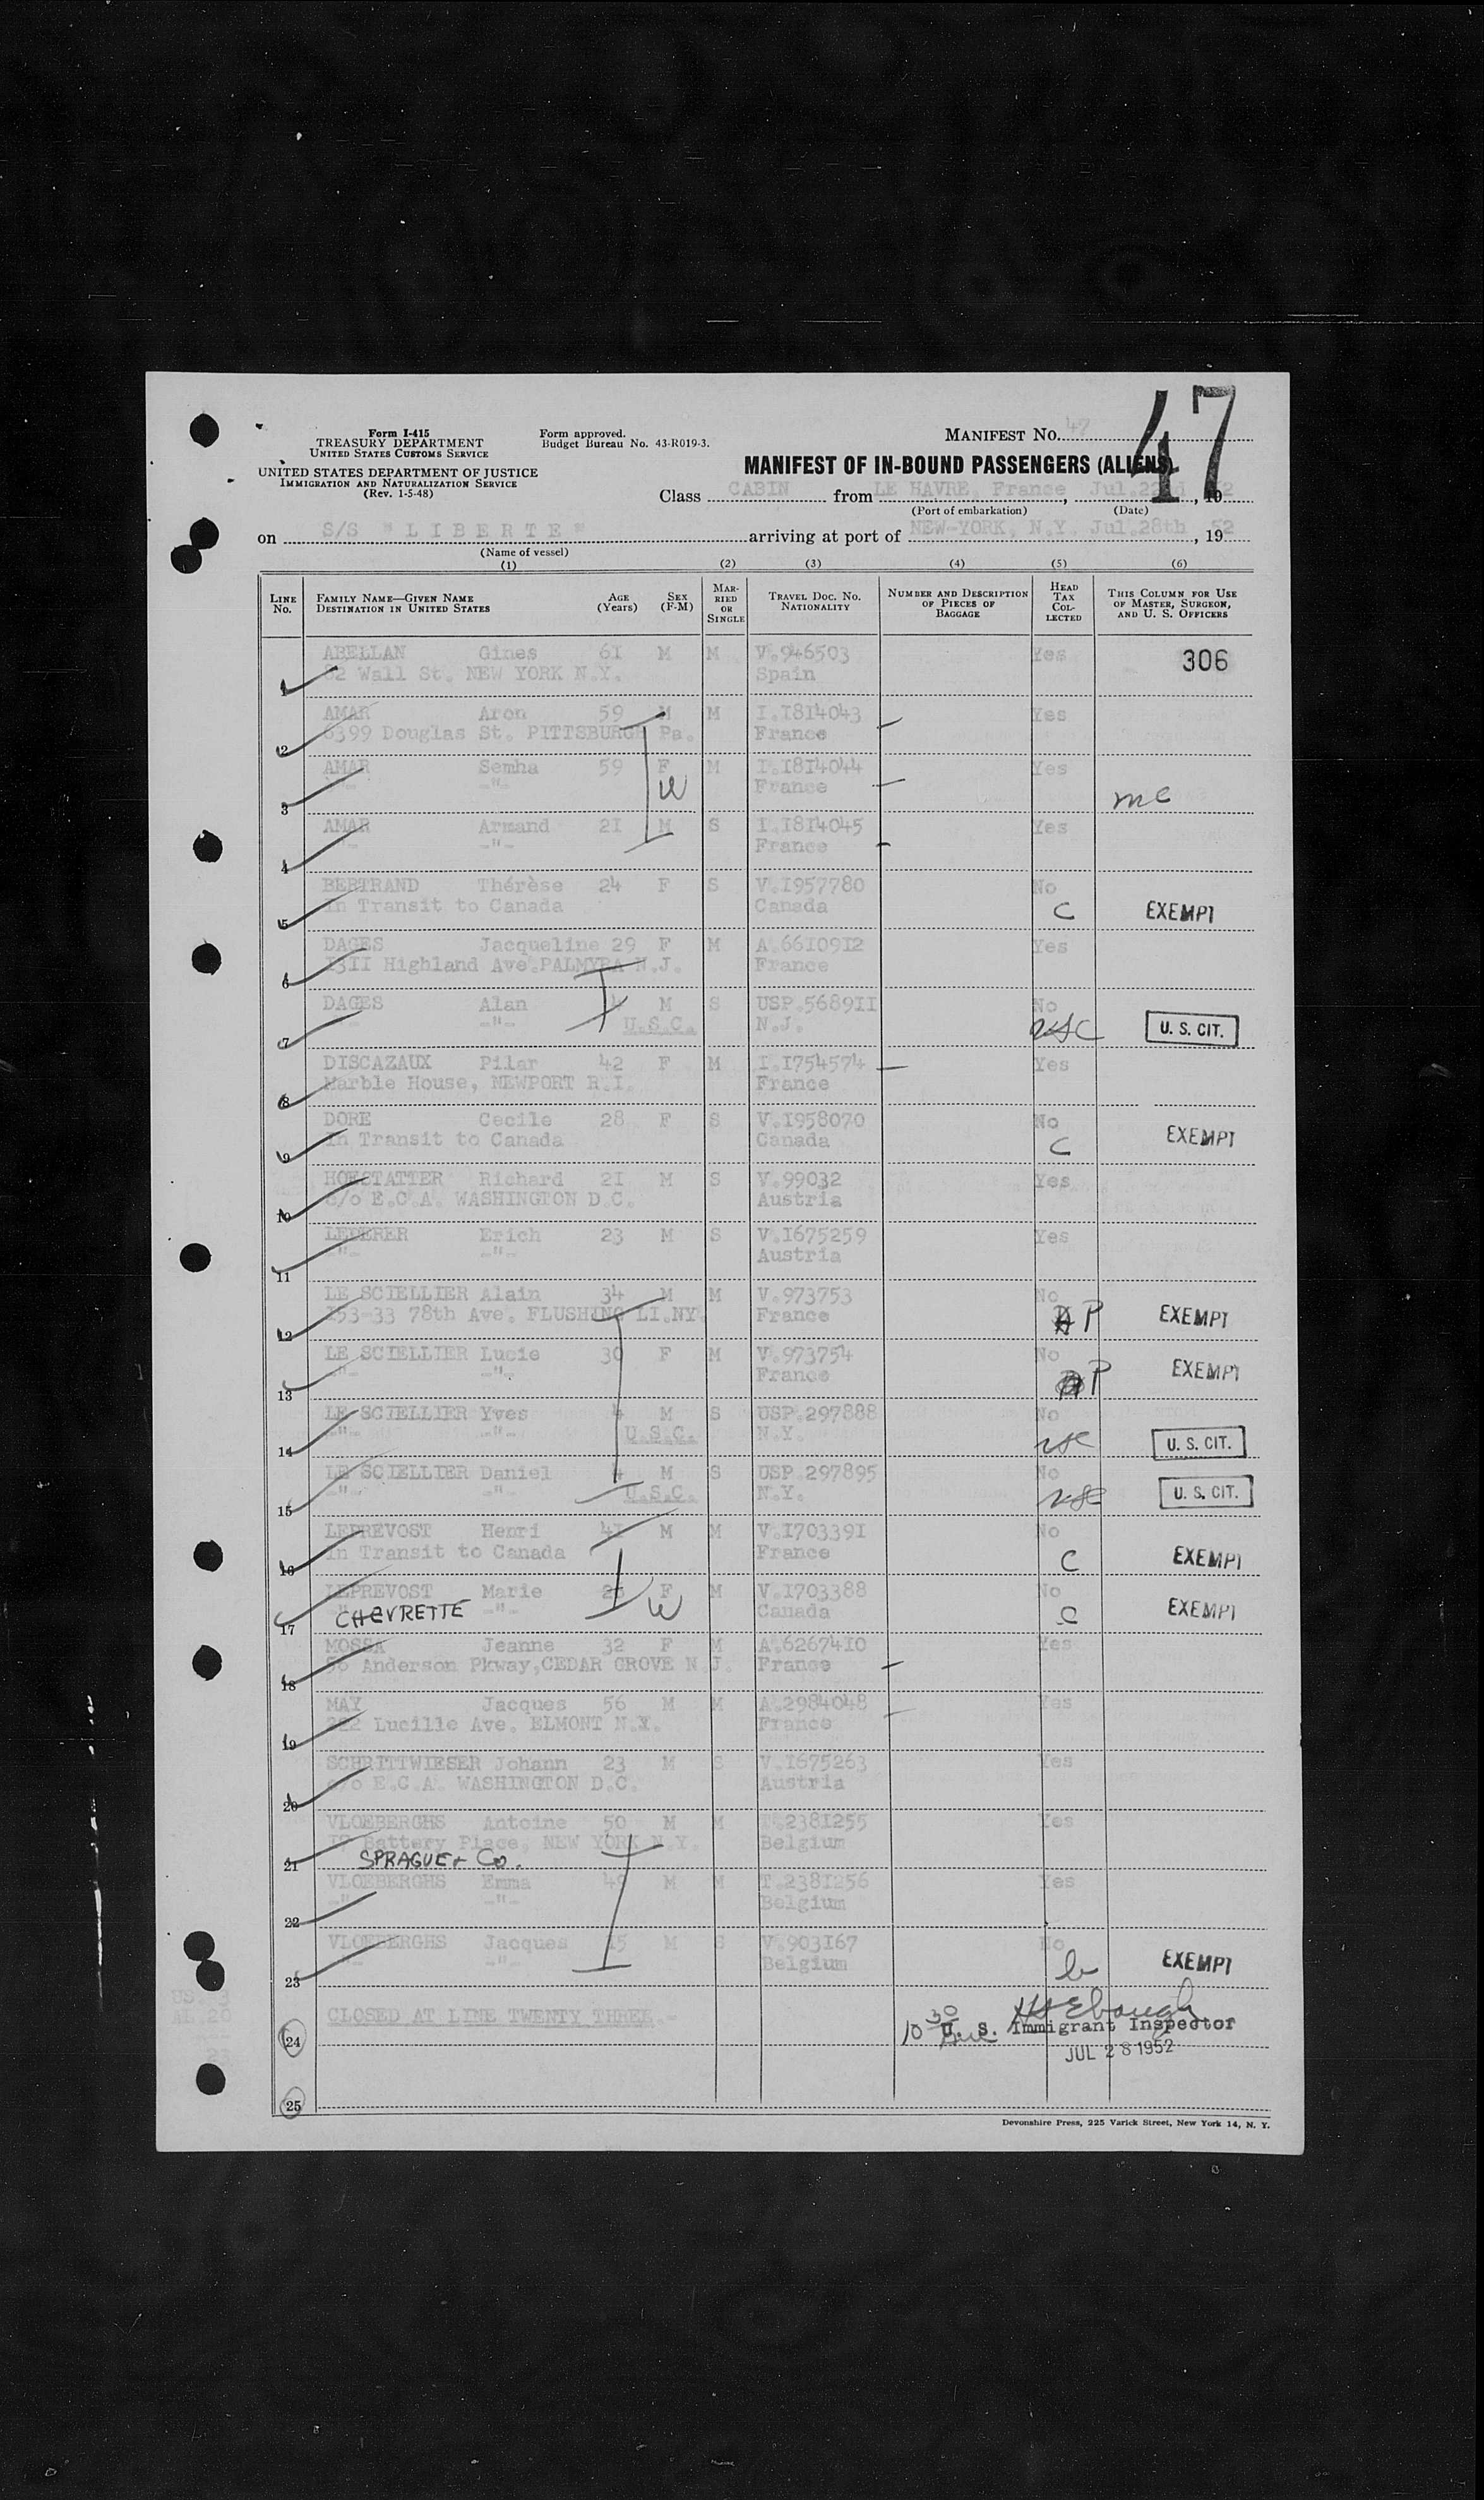 47
Form I-415
TREASURY DEPARTMENT
UNITED STATES CUSTOMS SERVICE
UNITED STATES DEPARTMENT OF JUSTICE
IMMIGRATION AND NATURALIZATION SERVICE
(Rev. 1-5-48)
Form approved.
Budget Bureau No. 43-R019-3.
MANIFEST NO. 47
MANIFEST OF IN-BOUND PASSENGERS (ALIENS)
Class CABIN from LE HAVRE, France, Jul.22nd, 1952
(Port of embarkation) (Date)
on S/S "LIBERTE" arriving at port of NEW-YORK, N.Y. Jul.28th, 1952
(Name of vessel)
(1) (2) (3) (4) (5) (6)
LINE NO. FAMILY NAME—GIVEN NAME DESTINATION IN UNITED STATES AGE (Years) SEX (F-M) MARRIED OR SINGLE TRAVEL DOC. NO. NATIONALITY NUMBER AND DESCRIPTION OF PIECES OF BAGGAGE HEAD TAX COLLECTED THIS COLUMN FOR USE OF MASTER, SURGEON, AND U. S. OFFICERS
ABELLAN Gines 61 M M V.946503 Yes 306
1 82 Wall St. NEW YORK N.Y. Spain
AMAR Aron 59 M M I.1814043 Yes
2 6399 Douglas St. PITTSBURGH Pa. France
AMAR Semha 59 F M I.1814044 Yes
3 -"- -"- W France mc
AMAR Armand 21 M S I.1814045 Yes
4 -"- -"- France
BERTRAND Thérèse 24 F S V.1957780 No
5 In Transit to Canada Canada C EXEMPT
DAGES Jacqueline 29 F M A.6610912 Yes
6 1311 Highland Ave.PALMYRA N.J. France
DAGES Alan 4 M S USP.568911 No
7 -"- -"- U.S.C. N.J. USC U. S. CIT.
DISCAZAUX Pilar 42 F M I.1754574 Yes
8 Marble House, NEWPORT R.I. France
DORE Cecile 28 F S V.1958070 No
9 In Transit to Canada Canada C EXEMPT
HOFSTATTER Richard 21 M S V.99032 Yes
10 c/o E.C.A. WASHINGTON D.C. Austria
LEDERER Erich 23 M S V.1675259 Yes
11 -"- -"- Austria
LE SCIELLIER Alain 34 M M V.973753 No
12 153-33 78th Ave. FLUSHING LI.NY. France P EXEMPT
LE SCIELLIER Lucie 30 F M V.973754 No
13 -"- -"- France P EXEMPT
LE SCIELLIER Yves 4 M S USP.297888 No
14 -"- -"- U.S.C. N.Y. USC U. S. CIT.
LE SCIELLIER Daniel 4 M S USP 297895 No
15 -"- -"- U.S.C. N.Y. USC U. S. CIT.
LEPREVOST Henri 41 M M V.1703391 No
16 In Transit to Canada France C EXEMPT
LEPREVOST Marie F M V.1703388 No
17 CHEVRETTE -"- W Canada C EXEMPT
MOSSA Jeanne 32 F M A.6267410 Yes
18 56 Anderson Pkway,CEDAR GROVE N.J. France
MAY Jacques 56 M M A.2984048 Yes
19 222 Lucille Ave. ELMONT N.Y. France
SCHRITTWIESER Johann 23 M S V.1675263 Yes
20 c/o E.C.A. WASHINGTON D.C. Austria
VLOEBERGHS Antoine 50 M M T.2381255 Yes
Battery Place, NEW YORK N.Y. Belgium
21 SPRAGUE & Co.
VLOEBERGHS Emma 49 M M T.2381256 Yes
22 -"- -"- Belgium
VLOEBERGHS Jacques 15 M S V.903167 No
23 -"- -"- Belgium b EXEMPT
CLOSED AT LINE TWENTY THREE.-
24 10 30 U. S. Immigrant Inspector
JUL 28 1952
25
Devonshire Press, 225 Varick Street, New York 14, N. Y.